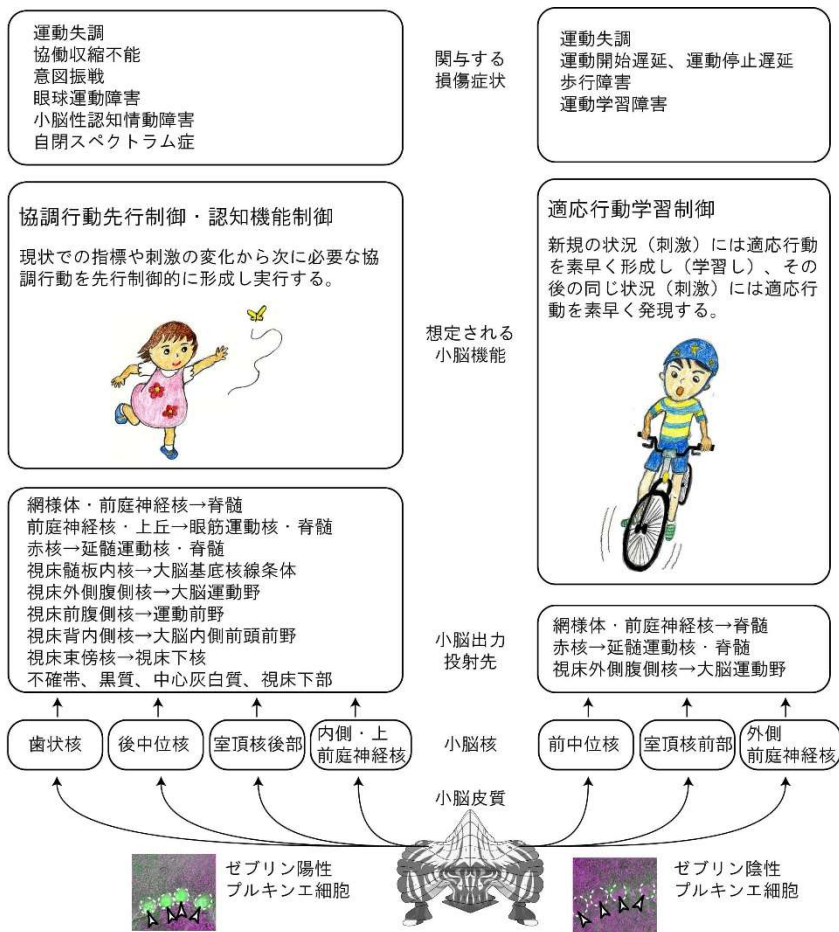 運動失調
協働収縮不能
意図振戦
眼球運動障害
小脳性認知情動障害
自閉スペクトラム症
関与する
損傷症状
運動失調
運動開始遅延、運動停止遅延
歩行障害
運動学習障害
協調行動先行制御・認知機能制御
現状での指標や刺激の変化から次に必要な協
調行動を先行制御的に形成し実行する。
想定される
小脳機能
適応行動学習制御
新規の状況（刺激）には適応行動
を素早く形成し（学習し）、その
後の同じ状況（刺激）には適応行
動を素早く発現する。
網様体・前庭神経核→脊髄
前庭神経核・上丘→眼筋運動核・脊髄
赤核→延髄運動核・脊髄
視床髄板内核→大脳基底核線条体
視床外側腹側核→大脳運動野
視床前腹側核→運動前野
視床背内側核→大脳内側前頭前野
視床束傍核→視床下核
不確帯、黒質、中心灰白質、視床下部
小脳出力
投射先
網様体・前庭神経核→脊髄
赤核→延髄運動核・脊髄
視床外側腹側核→大脳運動野
歯状核
後中位核
室頂核後部
内側・上
前庭神経核
小脳核
前中位核
室頂核前部
外側
前庭神経核
小脳皮質
ゼブリン陽性
プルキンエ細胞
ゼブリン陰性
プルキンエ細胞